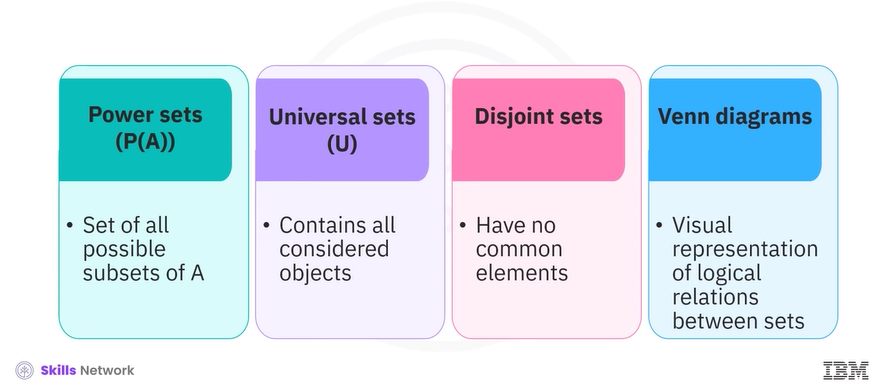 Power sets
(P(A))
• Set of all
possible
subsets of A
Universal sets
(U)
• Contains all
considered
objects
Disjoint sets
• Have no
common
elements
Venn diagrams
• Visual
representation
of logical
relations
between sets
Skills Network
IBM